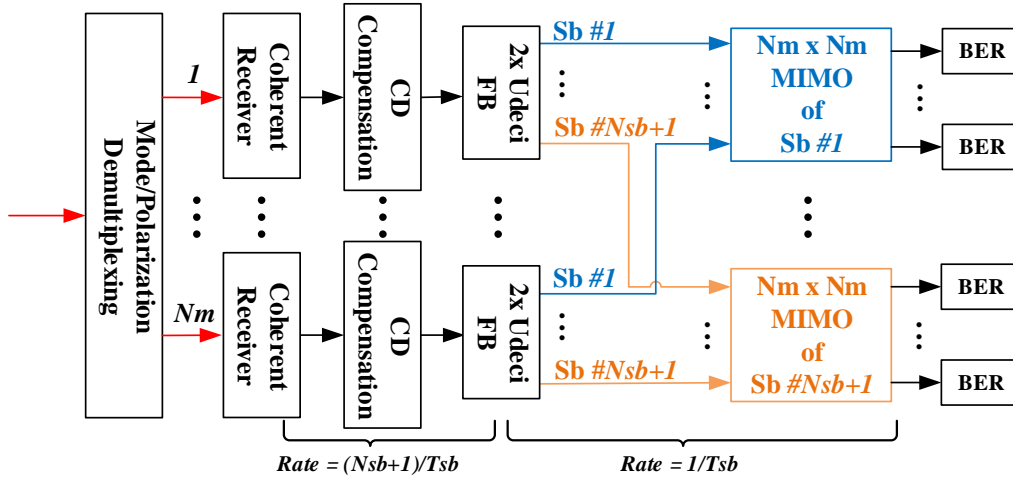 Mode/Polarization
Demultiplexing
1
Coherent
Receiver
CD
Compensation
2x Udeci
FB
Sb #1
...
Sb #Nsb+1
Nm x Nm
MIMO
of
Sb #1
BER
BER
Nm
Coherent
Receiver
CD
Compensation
2x Udeci
FB
Sb #1
...
Sb #Nsb+1
Nm x Nm
MIMO
of
Sb #Nsb+1
BER
BER
Rate = (Nsb+1)/Tsb
Rate = 1/Tsb